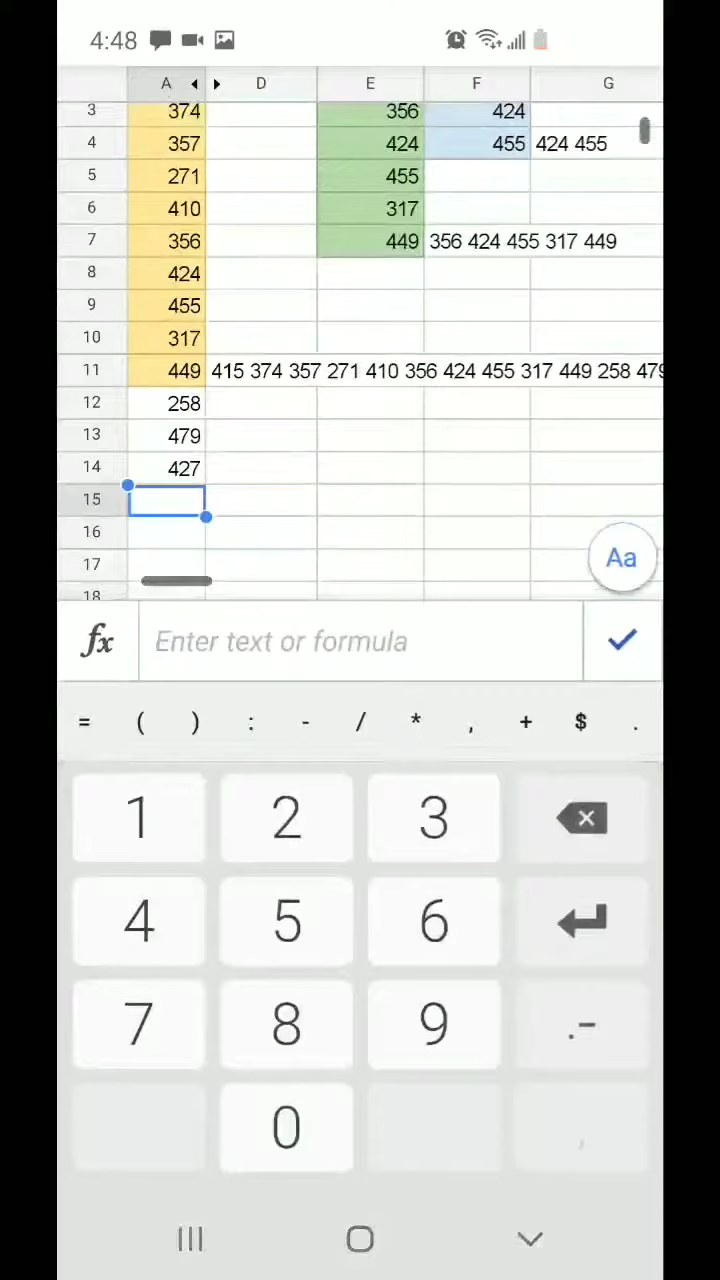 4:48
A D E F G
3 374 356 424
4 357 424 455 424 455
5 271 455
6 410 317
7 356 449 356 424 455 317 449
8 424
9 455
10 317
11 449 415 374 357 271 410 356 424 455 317 449 258 479
12 258
13 479
14 427
15
16
17
18
Aa
fx Enter text or formula
= ( ) : - / * , + $ .
1 2 3
4 5 6
7 8 9 .-
0 ,